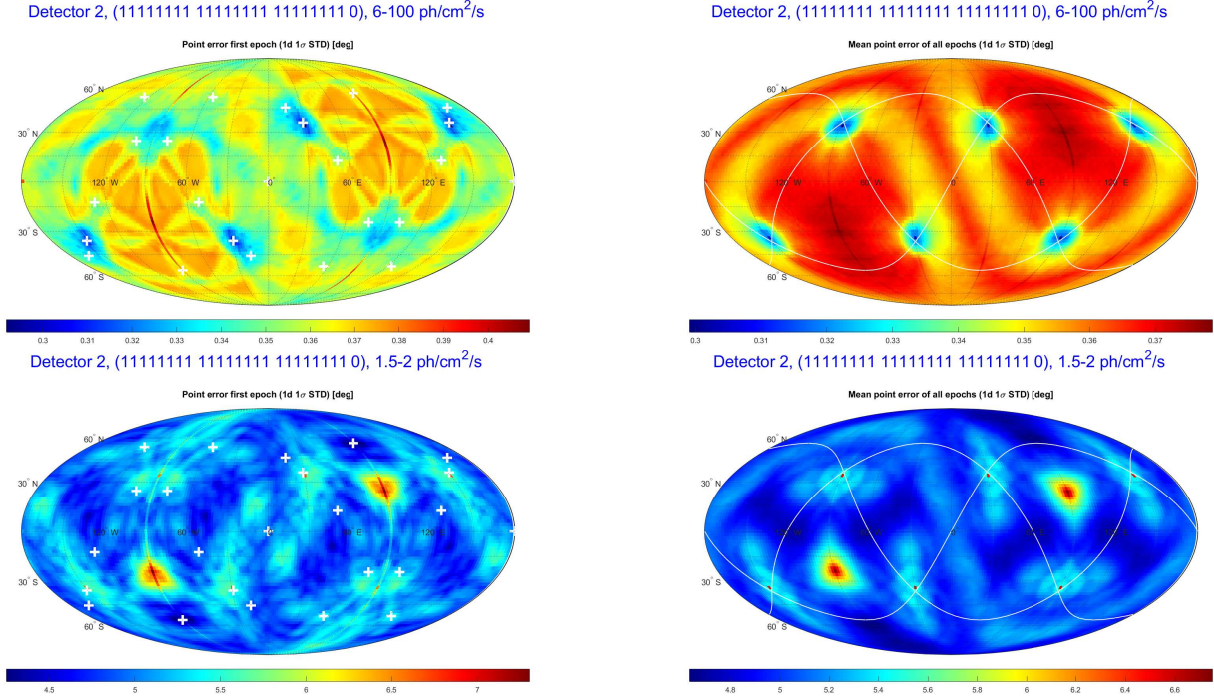 Detector 2, (11111111 11111111 11111111 0), 6-100 ph/cm²/s
Point error first epoch (1d 1σ STD) [deg]
60° N
30° N
120° W
60° W
0°
60° E
120° E
30° S
60° S
0.3 0.31 0.32 0.33 0.34 0.35 0.36 0.37 0.38 0.39 0.4
Detector 2, (11111111 11111111 11111111 0), 6-100 ph/cm²/s
Mean point error of all epochs (1d 1σ STD) [deg]
60° N
30° N
120° W
60° W
0°
60° E
120° E
30° S
60° S
0.3 0.31 0.32 0.33 0.34 0.35 0.36 0.37
Detector 2, (11111111 11111111 11111111 0), 1.5-2 ph/cm²/s
Point error first epoch (1d 1σ STD) [deg]
60° N
30° N
120° W
60° W
0°
60° E
120° E
30° S
60° S
4.5 5 5.5 6 6.5 7
Detector 2, (11111111 11111111 11111111 0), 1.5-2 ph/cm²/s
Mean point error of all epochs (1d 1σ STD) [deg]
60° N
30° N
120° W
60° W
0°
60° E
120° E
30° S
60° S
4.8 5 5.2 5.4 5.6 5.8 6 6.2 6.4 6.6